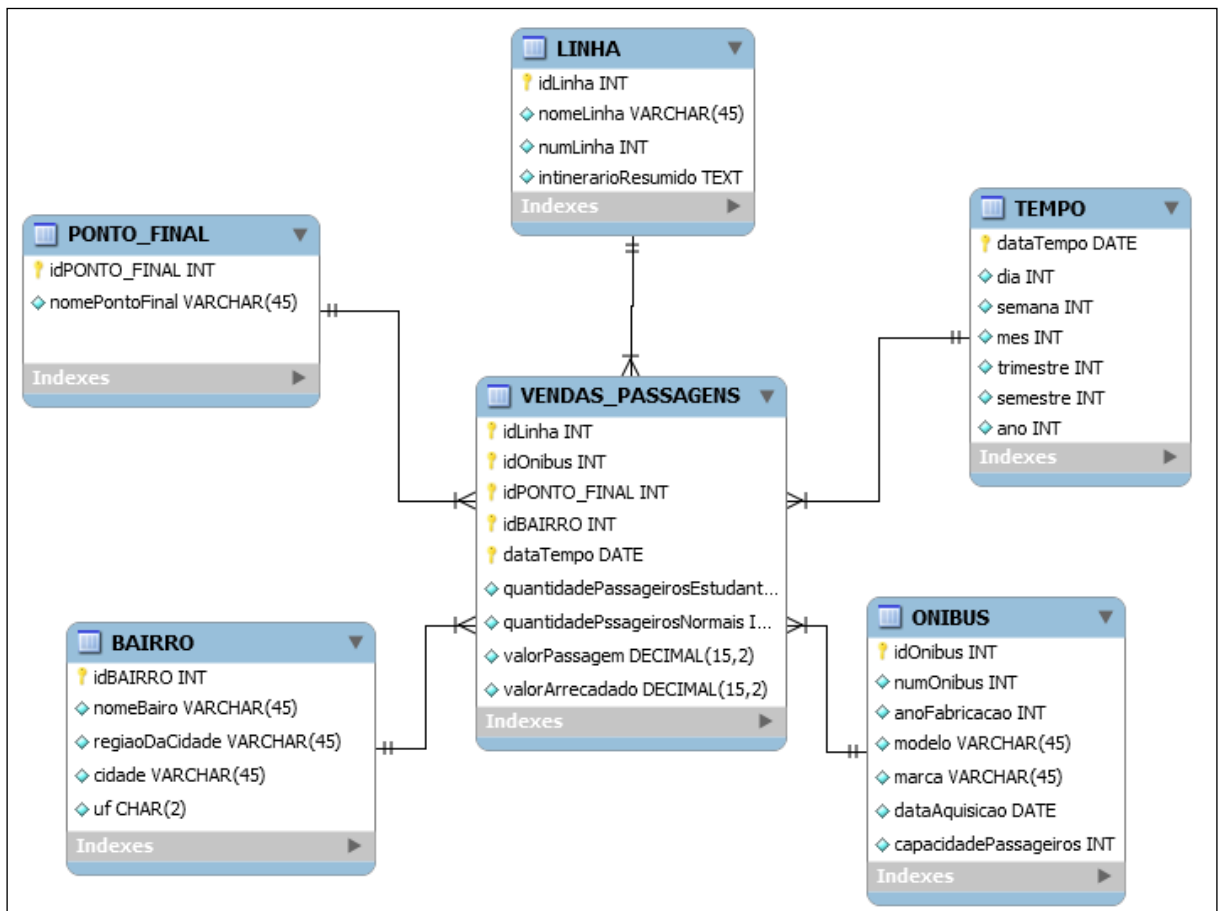 LINHA
idLinha INT
nomeLinha VARCHAR(45)
numLinha INT
intinerarioResumido TEXT
Indexes
PONTO_FINAL
idPONTO_FINAL INT
nomePontoFinal VARCHAR(45)
Indexes
TEMPO
dataTempo DATE
dia INT
semana INT
mes INT
trimestre INT
semestre INT
ano INT
Indexes
VENDAS_PASSAGENS
idLinha INT
idOnibus INT
idPONTO_FINAL INT
idBAIRRO INT
dataTempo DATE
quantidadePassageirosEstudant...
quantidadePssageirosNormais I...
valorPassagem DECIMAL(15,2)
valorArrecadado DECIMAL(15,2)
Indexes
BAIRRO
idBAIRRO INT
nomeBairo VARCHAR(45)
regiaoDaCidade VARCHAR(45)
cidade VARCHAR(45)
uf CHAR(2)
Indexes
ONIBUS
idOnibus INT
numOnibus INT
anoFabricacao INT
modelo VARCHAR(45)
marca VARCHAR(45)
dataAquisicao DATE
capacidadePassageiros INT
Indexes